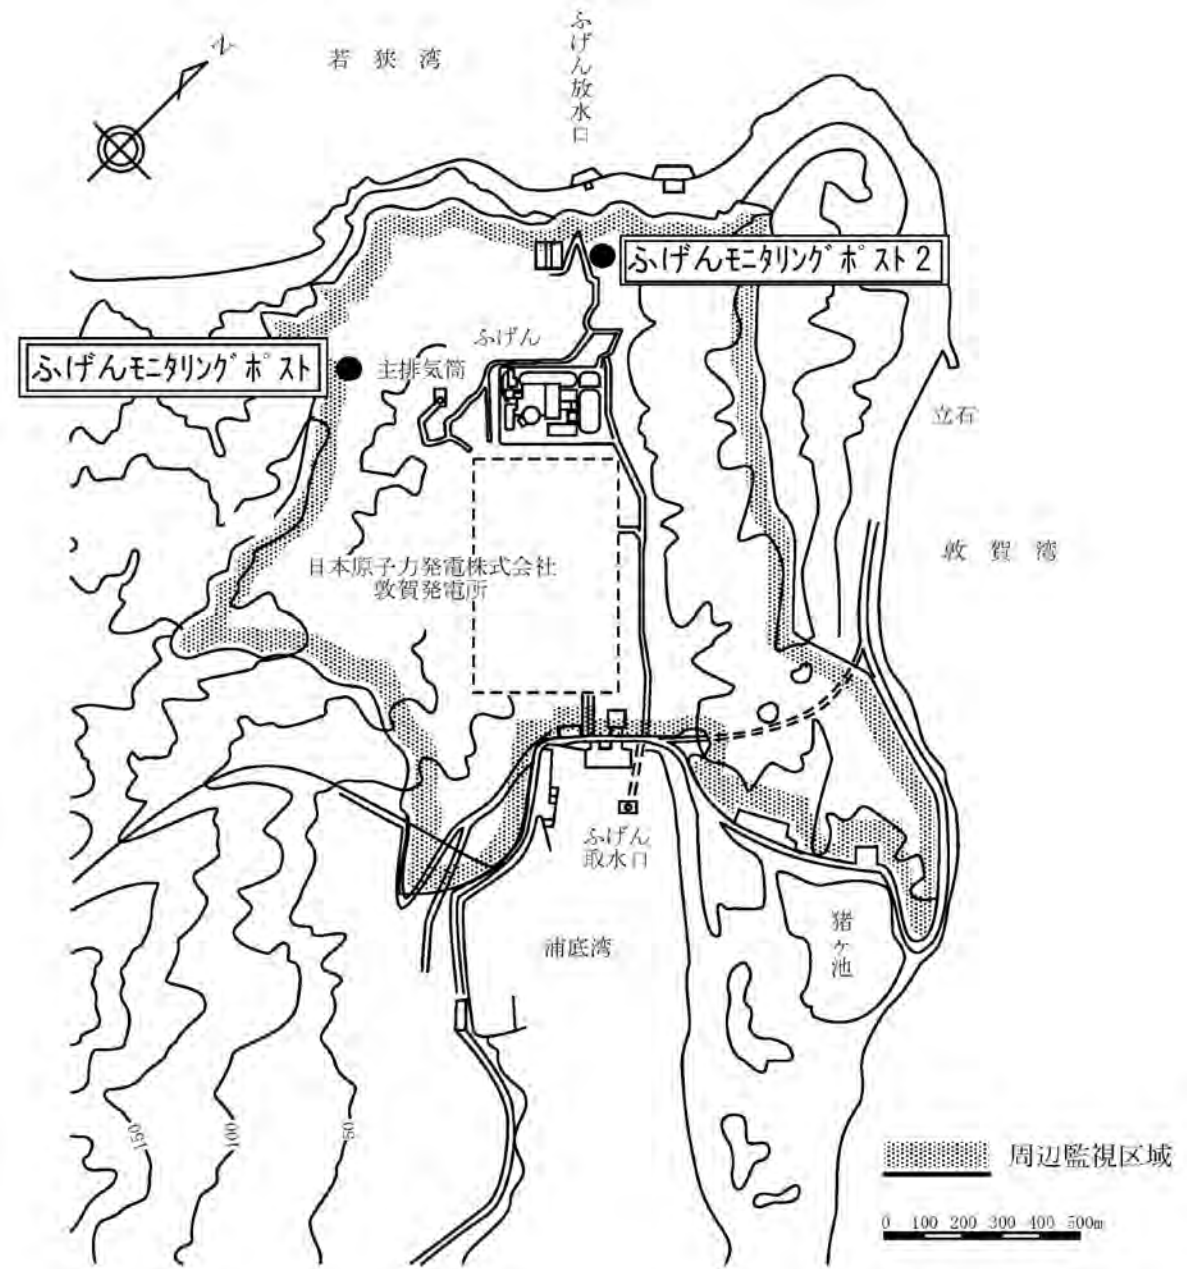 N
若狭湾
ふげん放水口
ふげんモニタリングポスト2
ふげん
ふげんモニタリングポスト
主排気筒
立石
敦賀湾
日本原子力発電株式会社
敦賀発電所
ふげん
取水口
猪ヶ池
浦底湾
150
100
50
周辺監視区域
0 100 200 300 400 500m